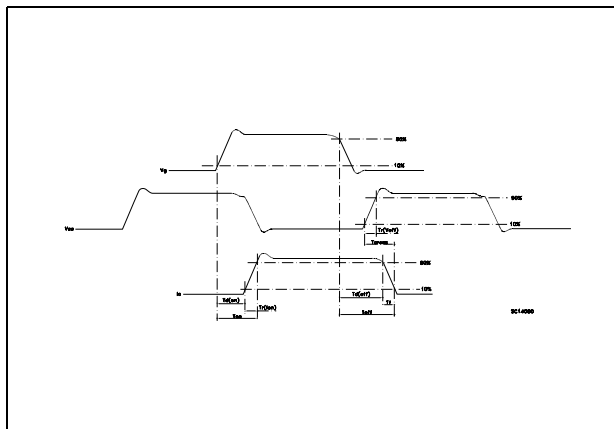 90%
Vg
10%
90%
Vce
10%
Tr(Voff)
Tcross
90%
Ic
10%
Td(on)
Tr(Ion)
Td(off)
Tf
Ton
Toff
SC14080